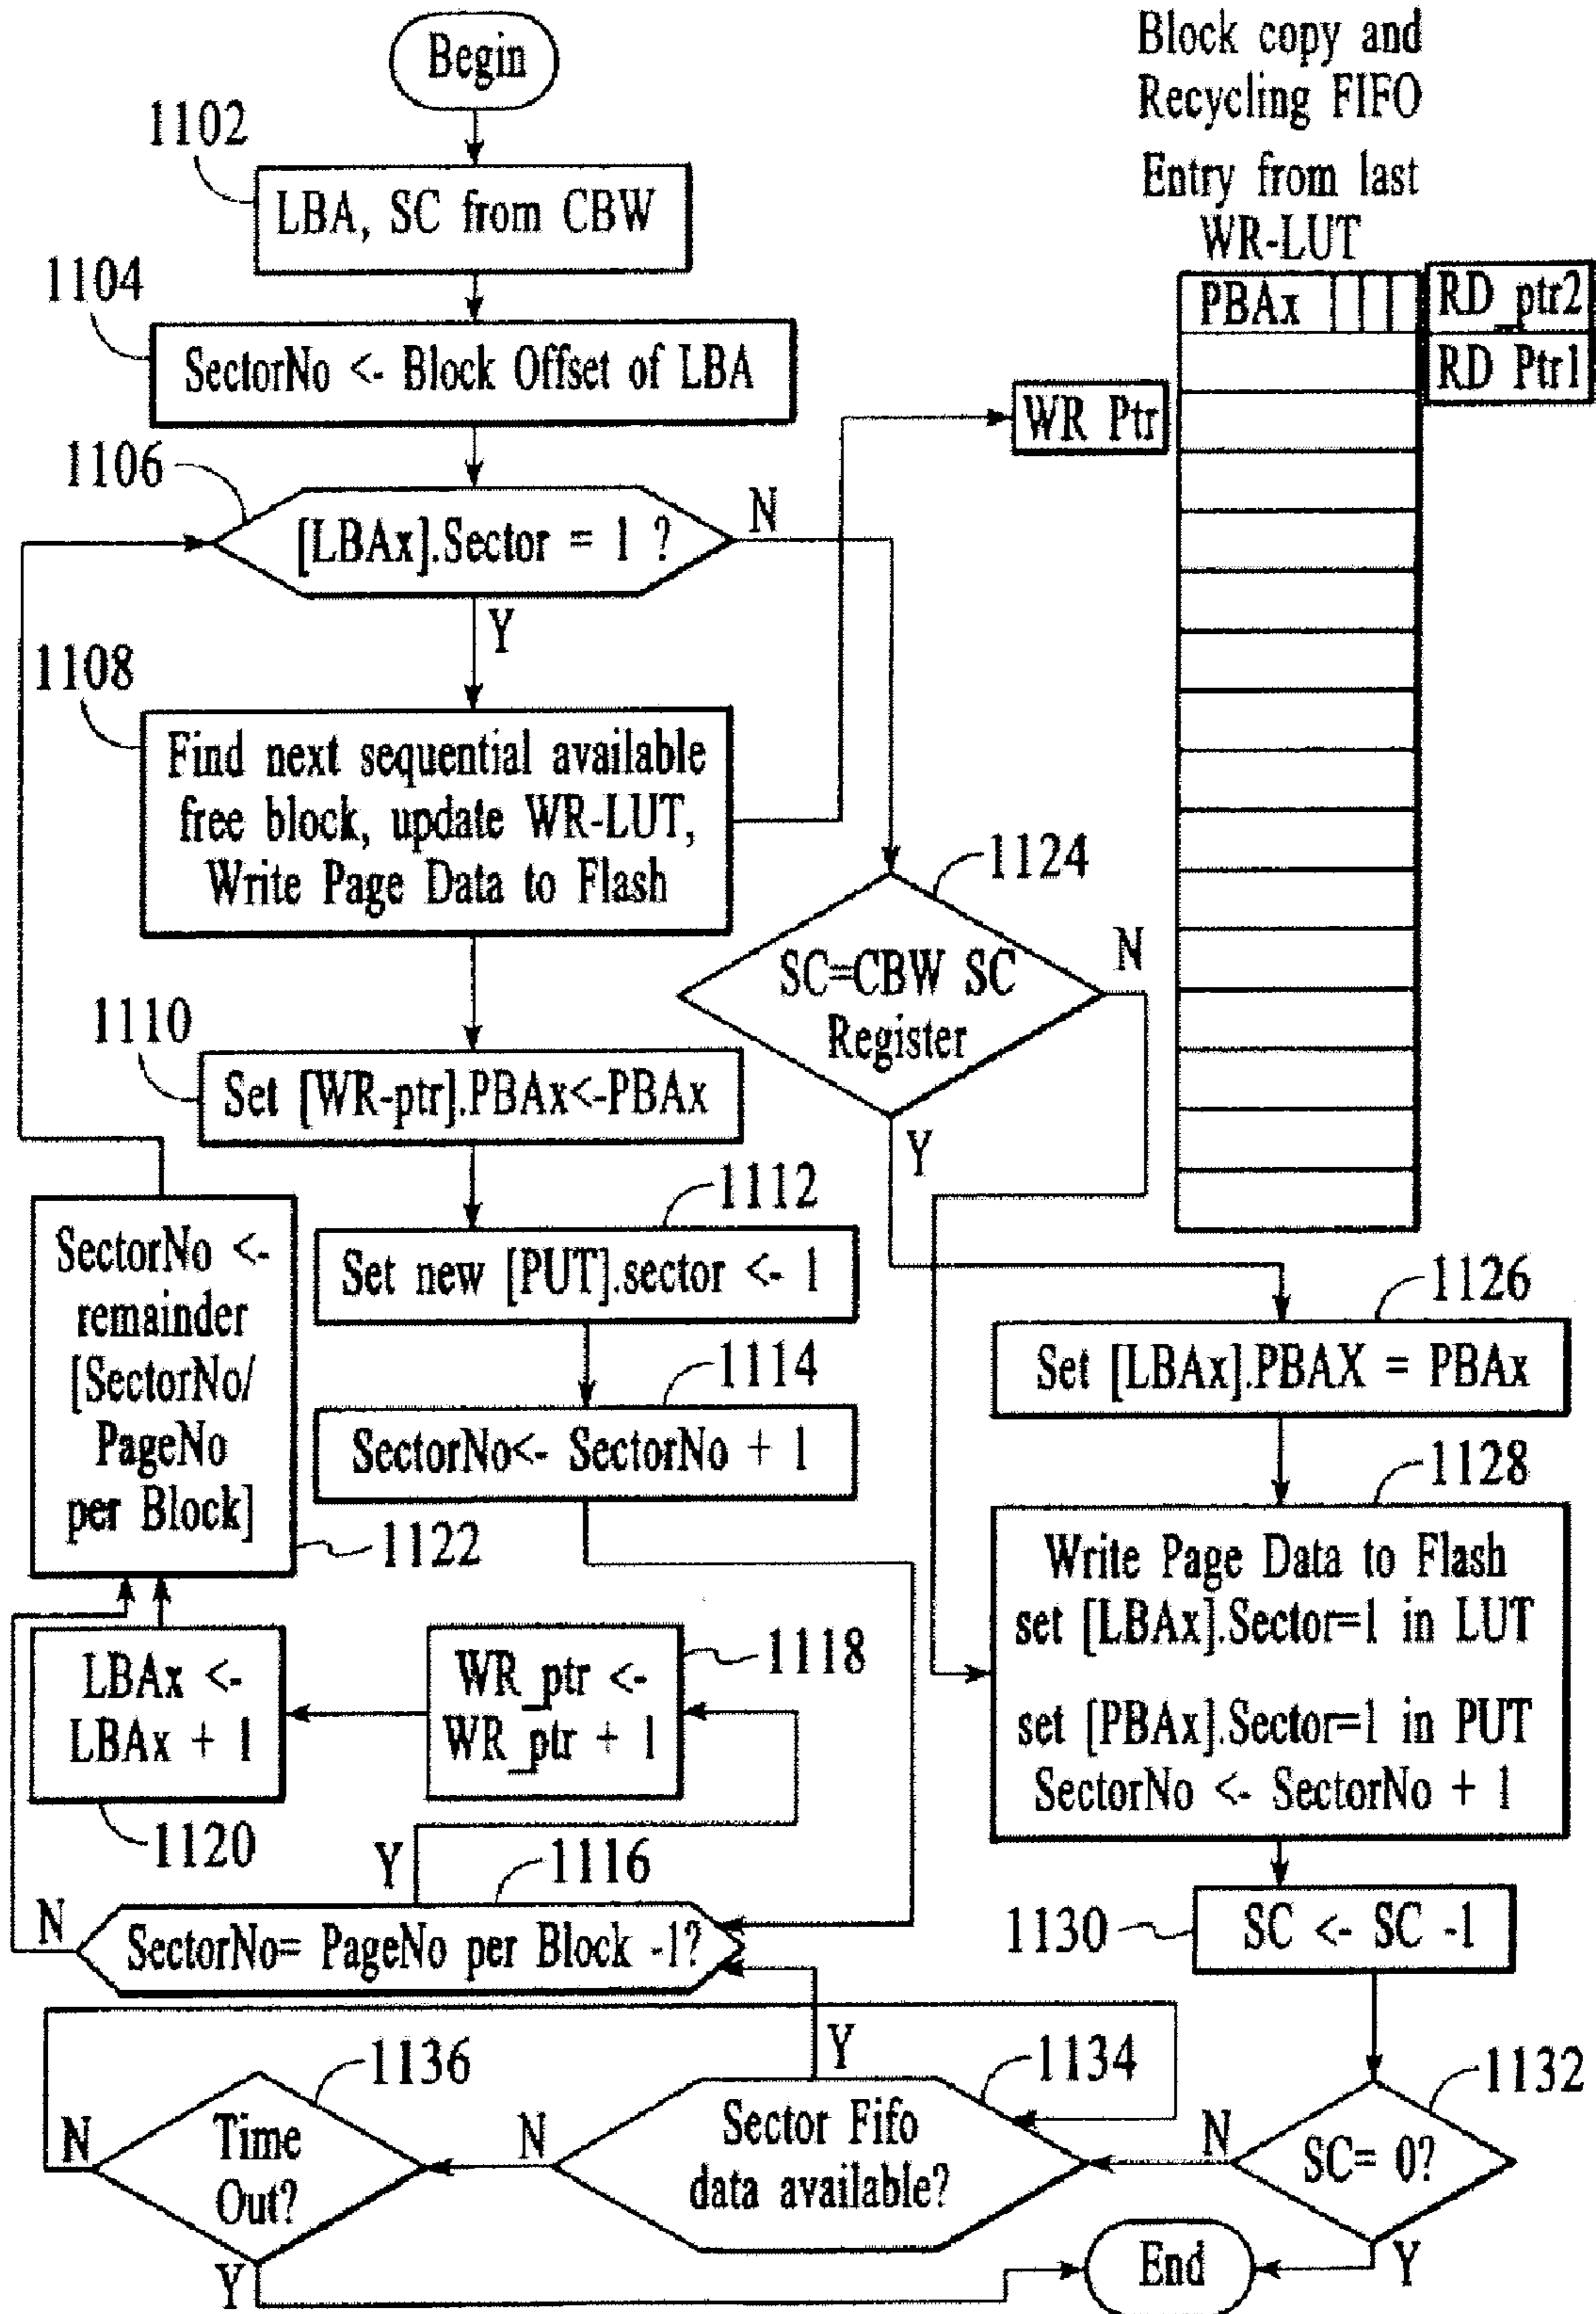 Begin
1102
LBA, SC from CBW
1104
SectorNo <- Block Offset of LBA
1106
[LBAx].Sector = 1 ?
N
Y
1108
Find next sequential available
free block, update WR-LUT,
Write Page Data to Flash
1110
Set [WR-ptr].PBAx<-PBAx
1112
Set new [PUT].sector <- 1
1114
SectorNo<- SectorNo + 1
SectorNo <-
remainder
[SectorNo/
PageNo
per Block]
1122
LBAx <-
LBAx + 1
1120
WR_ptr <-
WR_ptr + 1
1118
Y
1116
N
SectorNo= PageNo per Block -1?
Block copy and
Recycling FIFO
Entry from last
WR-LUT
PBAx
RD_ptr2
RD Ptr1
WR Ptr
1124
SC=CBW SC
Register
N
Y
1126
Set [LBAx].PBAX = PBAx
1128
Write Page Data to Flash
set [LBAx].Sector=1 in LUT
set [PBAx].Sector=1 in PUT
SectorNo <- SectorNo + 1
1130
SC <- SC -1
1132
SC= 0?
N
Y
1134
Y
Sector Fifo
data available?
N
1136
Time
Out?
N
Y
End